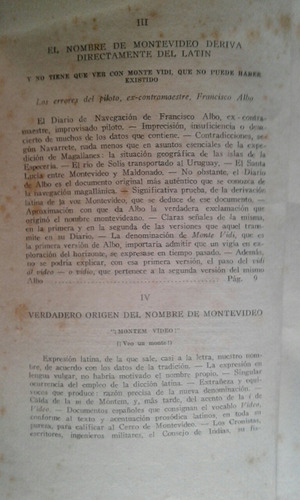 III
EL NOMBRE DE MONTEVIDEO DERIVA
DIRECTAMENTE DEL LATIN
Y NO TIENE QUE VER CON MONTE VIDI, QUE NO PUEDE HABER
EXISTIDO
Los errores del piloto, ex-contramaestre, Francisco Albo
El Diario de Navegación de Francisco Albo, ex-contra-
maestre, improvisado piloto. — Imprecisión, insuficiencia o des-
cierto de muchos de los datos que contiene. — Contradicciones, se-
gún Navarrete, nada menos que en asuntos esenciales de la expe-
dición de Magallanes: la situación geográfica de las islas de la
Especería. — El río de Solís transportado al Uruguay. — El Santa
Lucía entre Montevideo y Maldonado. — No obstante, el Diario
de Albo es el documento original más auténtico que se conozca de
la navegación magallánica. — Significativa prueba, de la derivación
latina de la voz Montevideo, que se deduce de ese documento. —
Aproximación con que da Albo la verdadera exclamación que
originó el nombre montevideano. — Claras señales de la misma,
en la primera y en la segunda de las versiones que aquel trans-
mite en su Diario. — La denominación de Monte Vidi, que es
la primera versión de Albo, importaría admitir que un vigía en ex-
ploración del horizonte, se expresase en tiempo pasado. — Además,
no se podría explicar, con esa primera versión, el paso del vidi
al video — o vidio, que pertenece a la segunda versión del mismo
Albo Pág. 9
IV
VERDADERO ORIGEN DEL NOMBRE DE MONTEVIDEO
"¡MONTEM VIDEO!"
(¡Veo un monte!)
Expresión latina, de la que sale, casi a la letra, nuestro nombre,
de acuerdo con los datos de la tradición. — La expresión en
lengua vulgar, no habría motivado el nombre propio. — Singular
ocurrencia del empleo de la dicción latina. — Extrañeza y
que produce: razón precisa de la nueva denominación. —
Caída de la m de Montem, y, más tarde, del acento de la i de
Video. — Documentos españoles que consignan el vocablo Video,
conforme al texto y acentuación prosódica latinos, en toda su
pureza, para calificar al Cerro de Montevideo. — Los Cronistas,
escritores, ingenieros militares, el Consejo de Indias, en